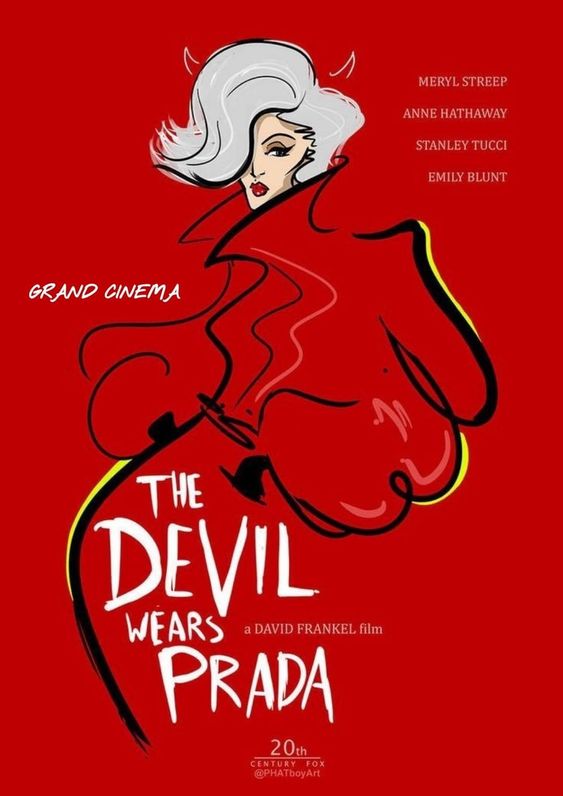 MERYL STREEP
ANNE HATHAWAY
STANLEY TUCCI
EMILY BLUNT
GRAND CINEMA
THE
DEVIL
WEARS
a DAVID FRANKEL film
PRADA
20th
CENTURY FOX
@PHATboyArt